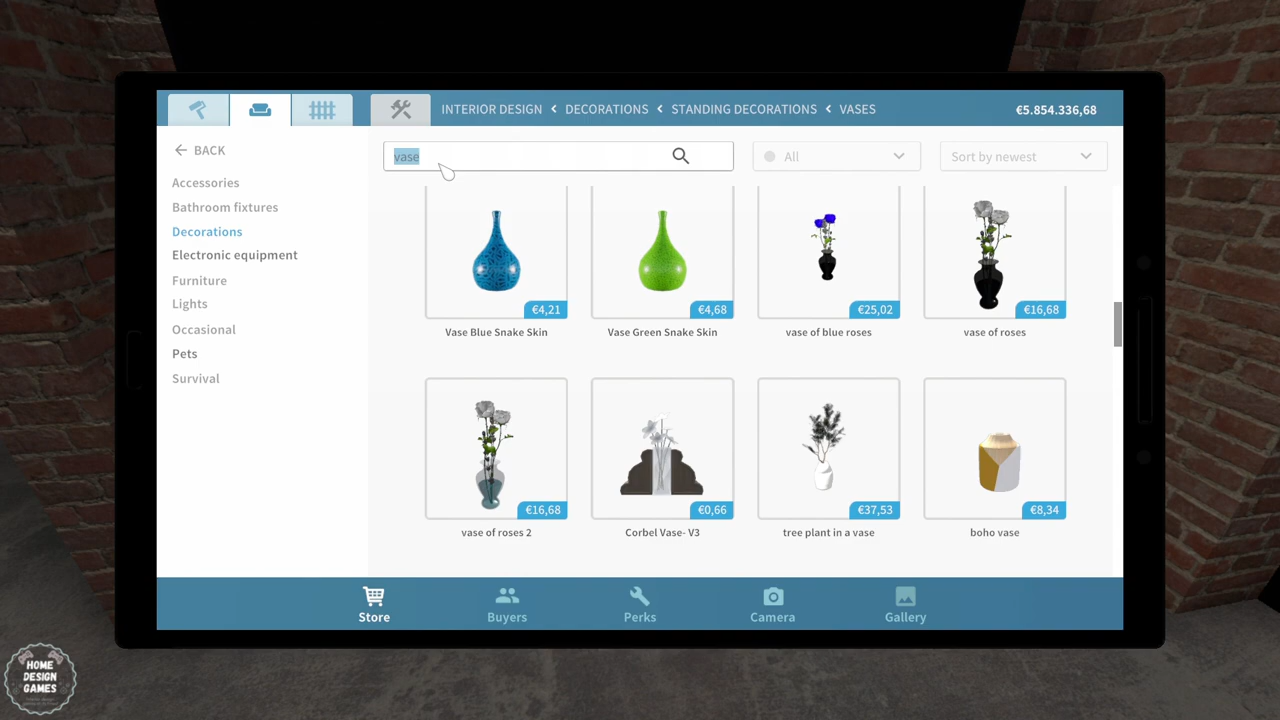 INTERIOR DESIGN < DECORATIONS < STANDING DECORATIONS < VASES
€5.854.336,68
BACK
vase
All
Sort by newest
Accessories
Bathroom fixtures
Decorations
Electronic equipment
Furniture
Lights
Occasional
Pets
Survival
€4,21
€4,68
€25,02
€16,68
Vase Blue Snake Skin
Vase Green Snake Skin
vase of blue roses
vase of roses
€16,68
€0,66
€37,53
€8,34
vase of roses 2
Corbel Vase- V3
tree plant in a vase
boho vase
Store
Buyers
Perks
Camera
Gallery
HOME
DESIGN
GAMES